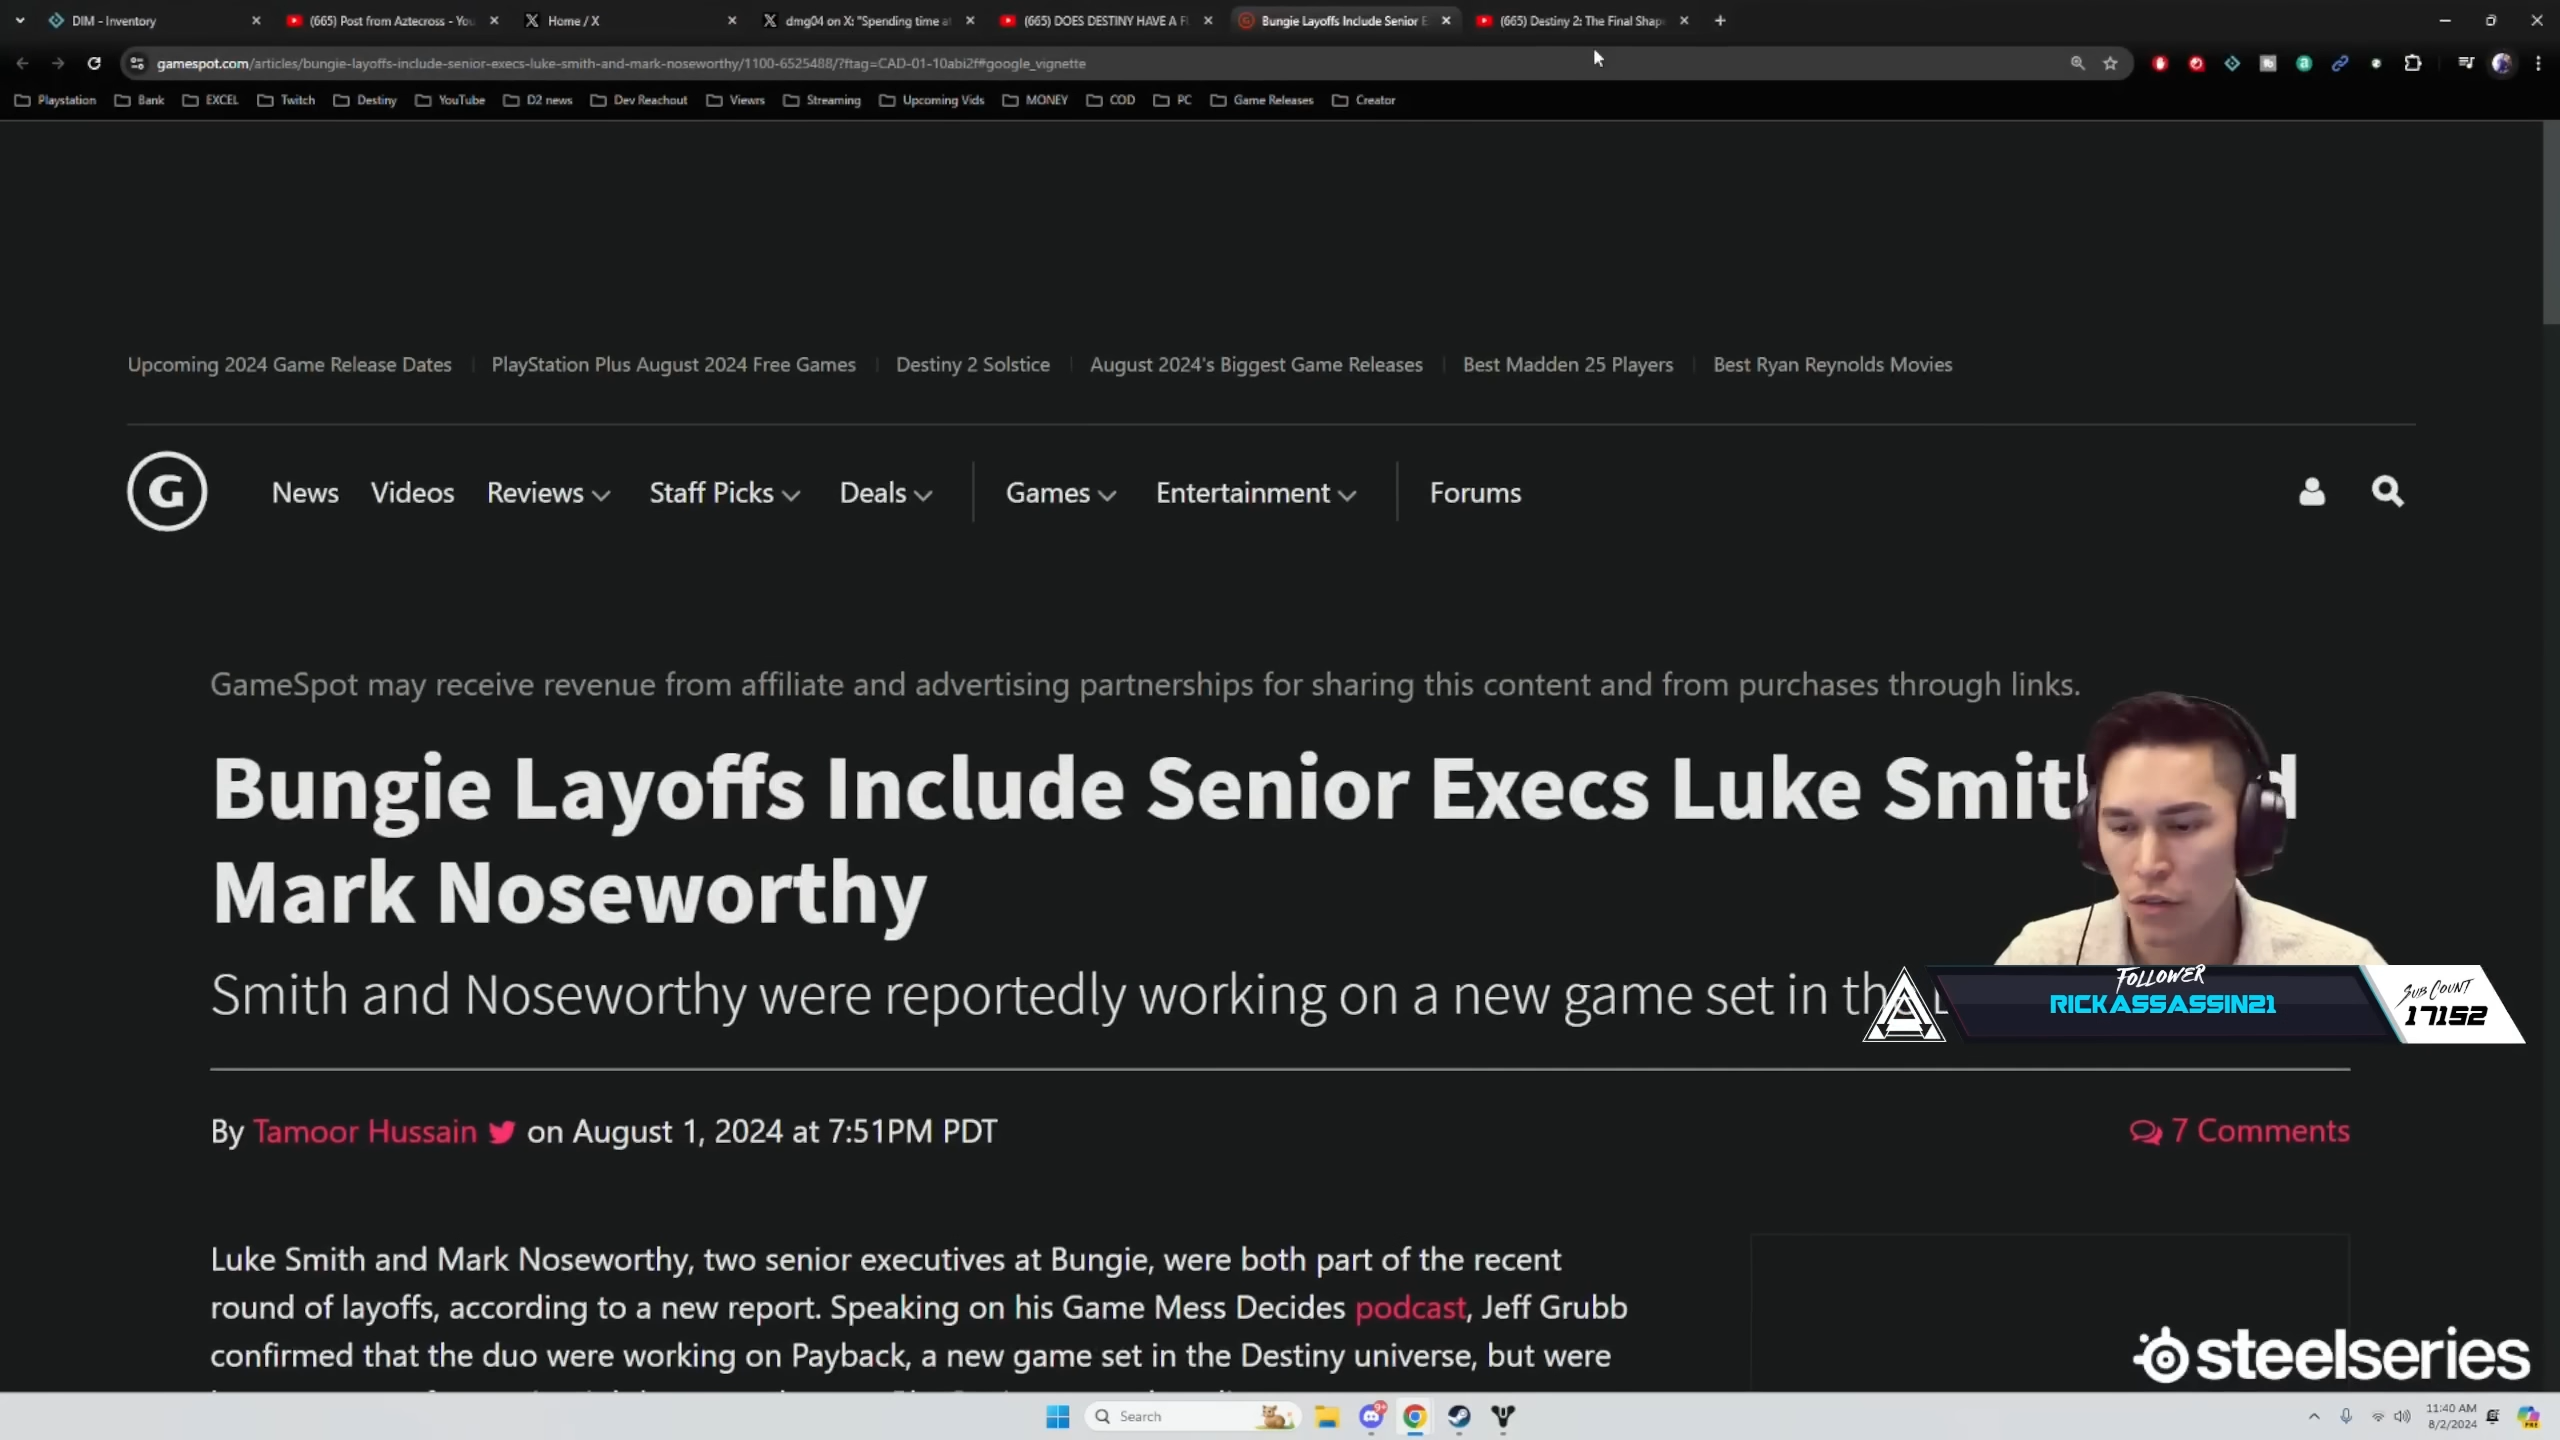 DIM - Inventory
(665) Post from Aztecross - You
Home / X
dmg04 on X: "Spending time a
(665) DOES DESTINY HAVE A F
Bungie Layoffs Include Senior E
(665) Destiny 2: The Final Shap
gamespot.com/articles/bungie-layoffs-include-senior-execs-luke-smith-and-mark-noseworthy/1100-6525488/?ftag=CAD-01-10abi2f#google_vignette
Playstation Bank EXCEL Twitch Destiny YouTube D2 news Dev Reachout Viewrs Streaming Upcoming Vids MONEY COD PC Game Releases Creator
Upcoming 2024 Game Release Dates PlayStation Plus August 2024 Free Games Destiny 2 Solstice August 2024's Biggest Game Releases Best Madden 25 Players Best Ryan Reynolds Movies
G News Videos Reviews Staff Picks Deals Games Entertainment Forums
GameSpot may receive revenue from affiliate and advertising partnerships for sharing this content and from purchases through links.
Bungie Layoffs Include Senior Execs Luke
Mark Noseworthy
Smith and Noseworthy were reportedly working on a new game set in
FOLLOWER
RICKASSASSIN21
SUB COUNT
17152
By Tamoor Hussain on August 1, 2024 at 7:51PM PDT
7 Comments
Luke Smith and Mark Noseworthy, two senior executives at Bungie, were both part of the recent
round of layoffs, according to a new report. Speaking on his Game Mess Decides podcast, Jeff Grubb
confirmed that the duo were working on Payback, a new game set in the Destiny universe, but were
steelseries
Search
9+
11:40 AM
8/2/2024